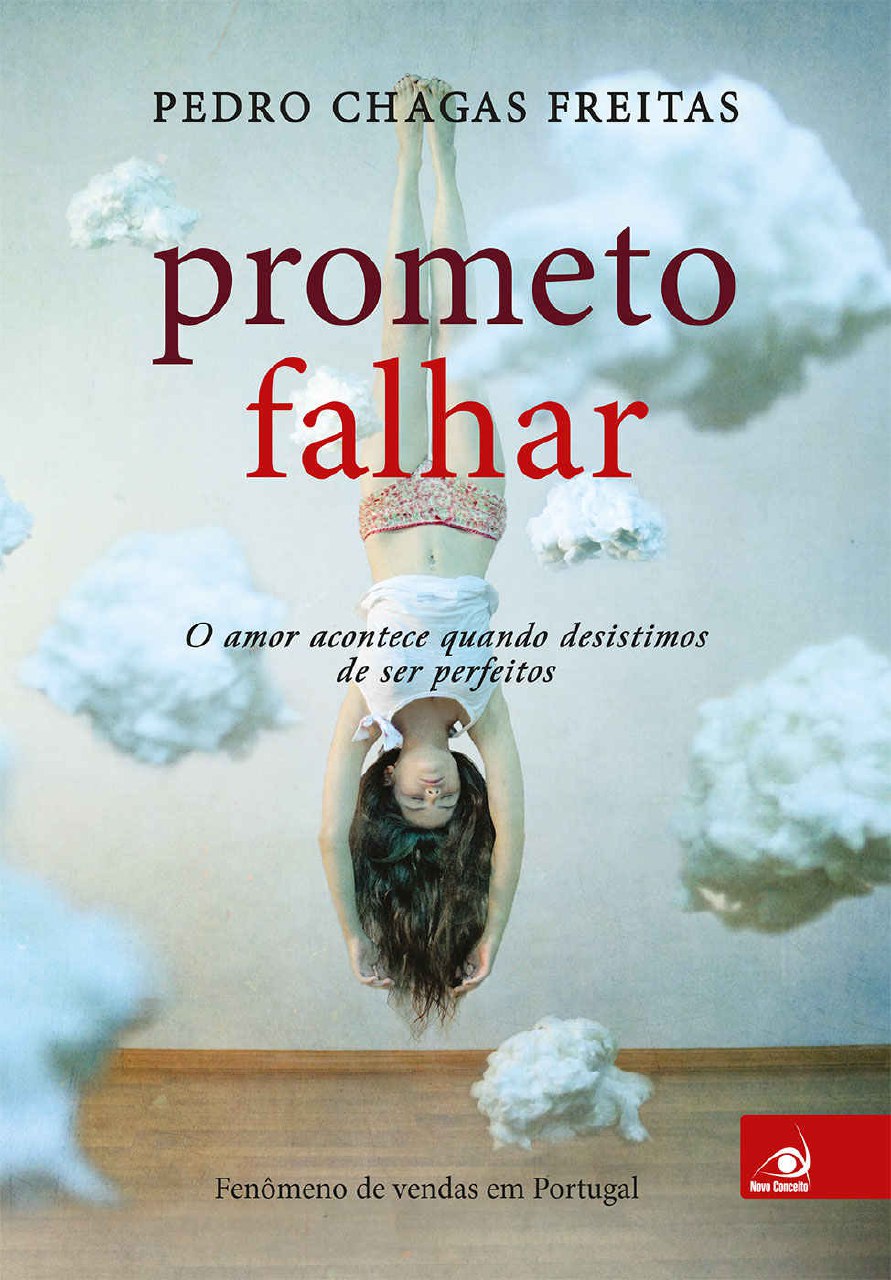 PEDRO CHAGAS FREITAS
prometo
falhar
O amor acontece quando desistimos
de ser perfeitos
Fenômeno de vendas em Portugal
Novo Conceito